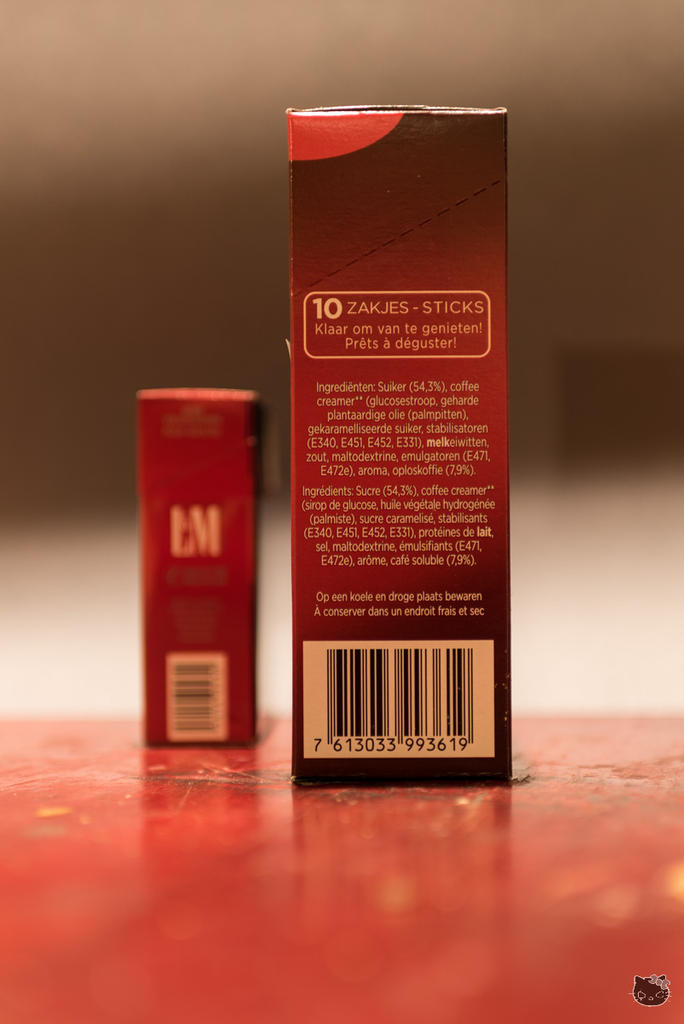 10 ZAKJES - STICKS
Klaar om van te genieten!
Prêts à déguster!
Ingrediënten: Suiker (54,3%), coffee
creamer** (glucosestroop, geharde
plantaardige olie (palmpitten),
gekaramelliseerde suiker, stabilisatoren
(E340, E451, E452, E331), melkeiwitten,
zout, maltodextrine, emulgatoren (E471,
E472e), aroma, oploskoffie (7,9%).
Ingrédients: Sucre (54,3%), coffee creamer**
(sirop de glucose, huile végétale hydrogénée
(palmiste), sucre caramelisé, stabilisants
(E340, E451, E452, E331), protéines de lait,
sel, maltodextrine, émulsifiants (E471,
E472e), arôme, café soluble (7,9%).
Op een koele en droge plaats bewaren
À conserver dans un endroit frais et sec
7 613033 993619
L&M